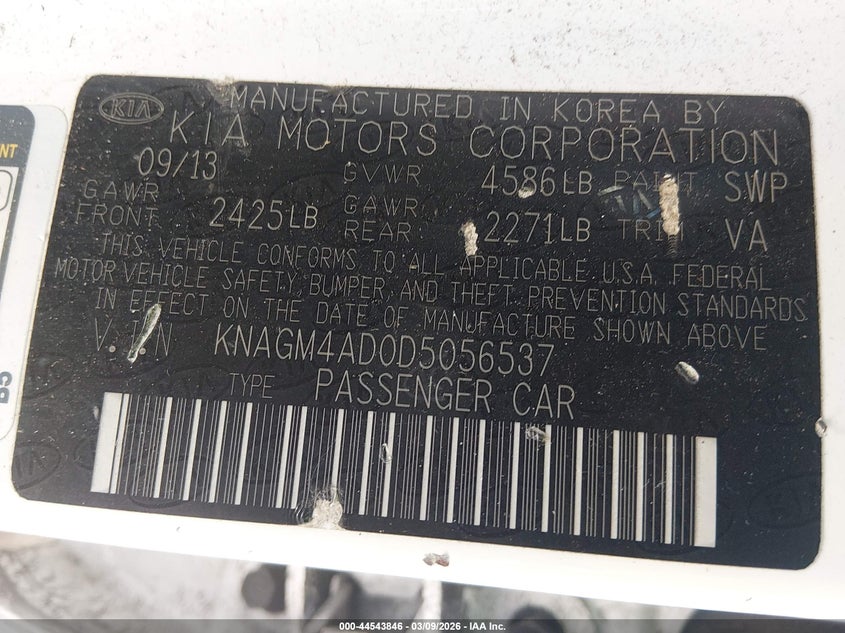 KIA
MANUFACTURED IN KOREA BY
KIA MOTORS CORPORATION
09/13 GVWR 4586LB PAINT SWP
GAWR FRONT 2425LB GAWR REAR 2271LB TRIM VA
THIS VEHICLE CONFORMS TO ALL APPLICABLE U.S.A. FEDERAL
MOTOR VEHICLE SAFETY, BUMPER, AND THEFT PREVENTION STANDARDS
IN EFFECT ON THE DATE OF MANUFACTURE SHOWN ABOVE
V.I.N KNAGM4AD0D5056537
TYPE PASSENGER CAR
000-44543846 | 03/09/2026 | IAA Inc.